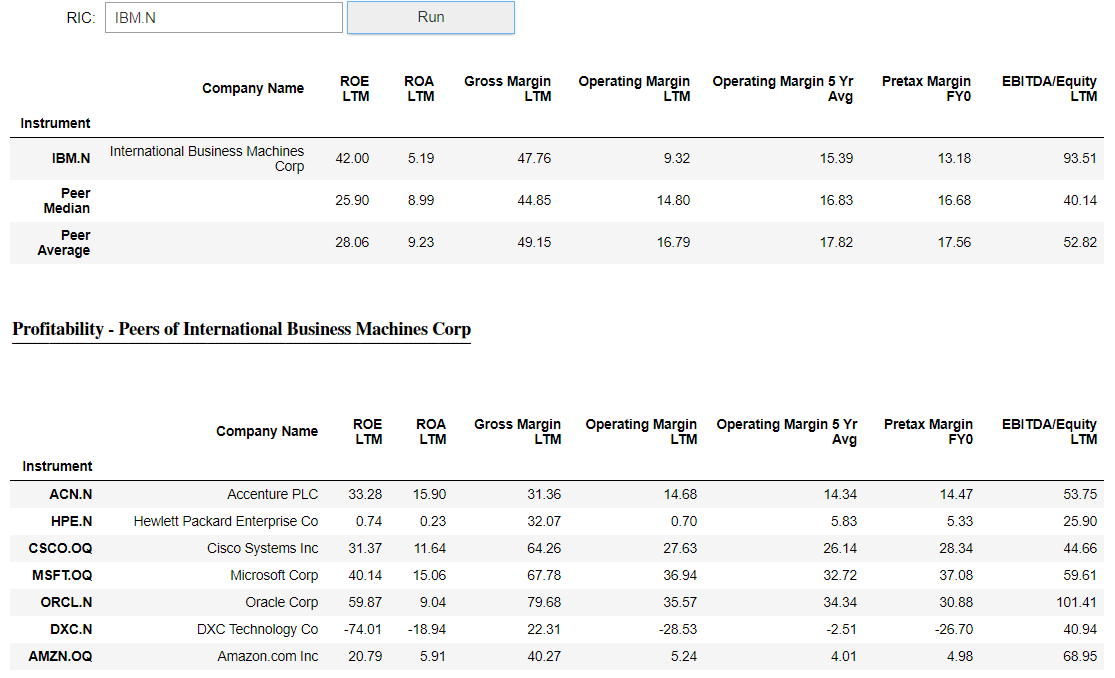 RIC: IBM.N Run
Company Name ROE LTM ROA LTM Gross Margin LTM Operating Margin LTM Operating Margin 5 Yr Avg Pretax Margin FY0 EBITDA/Equity LTM
Instrument
IBM.N International Business Machines Corp 42.00 5.19 47.76 9.32 15.39 13.18 93.51
Peer Median 25.90 8.99 44.85 14.80 16.83 16.68 40.14
Peer Average 28.06 9.23 49.15 16.79 17.82 17.56 52.82
Profitability - Peers of International Business Machines Corp
Company Name ROE LTM ROA LTM Gross Margin LTM Operating Margin LTM Operating Margin 5 Yr Avg Pretax Margin FY0 EBITDA/Equity LTM
Instrument
ACN.N Accenture PLC 33.28 15.90 31.36 14.68 14.34 14.47 53.75
HPE.N Hewlett Packard Enterprise Co 0.74 0.23 32.07 0.70 5.83 5.33 25.90
CSCO.OQ Cisco Systems Inc 31.37 11.64 64.26 27.63 26.14 28.34 44.66
MSFT.OQ Microsoft Corp 40.14 15.06 67.78 36.94 32.72 37.08 59.61
ORCL.N Oracle Corp 59.87 9.04 79.68 35.57 34.34 30.88 101.41
DXC.N DXC Technology Co -74.01 -18.94 22.31 -28.53 -2.51 -26.70 40.94
AMZN.OQ Amazon.com Inc 20.79 5.91 40.27 5.24 4.01 4.98 68.95